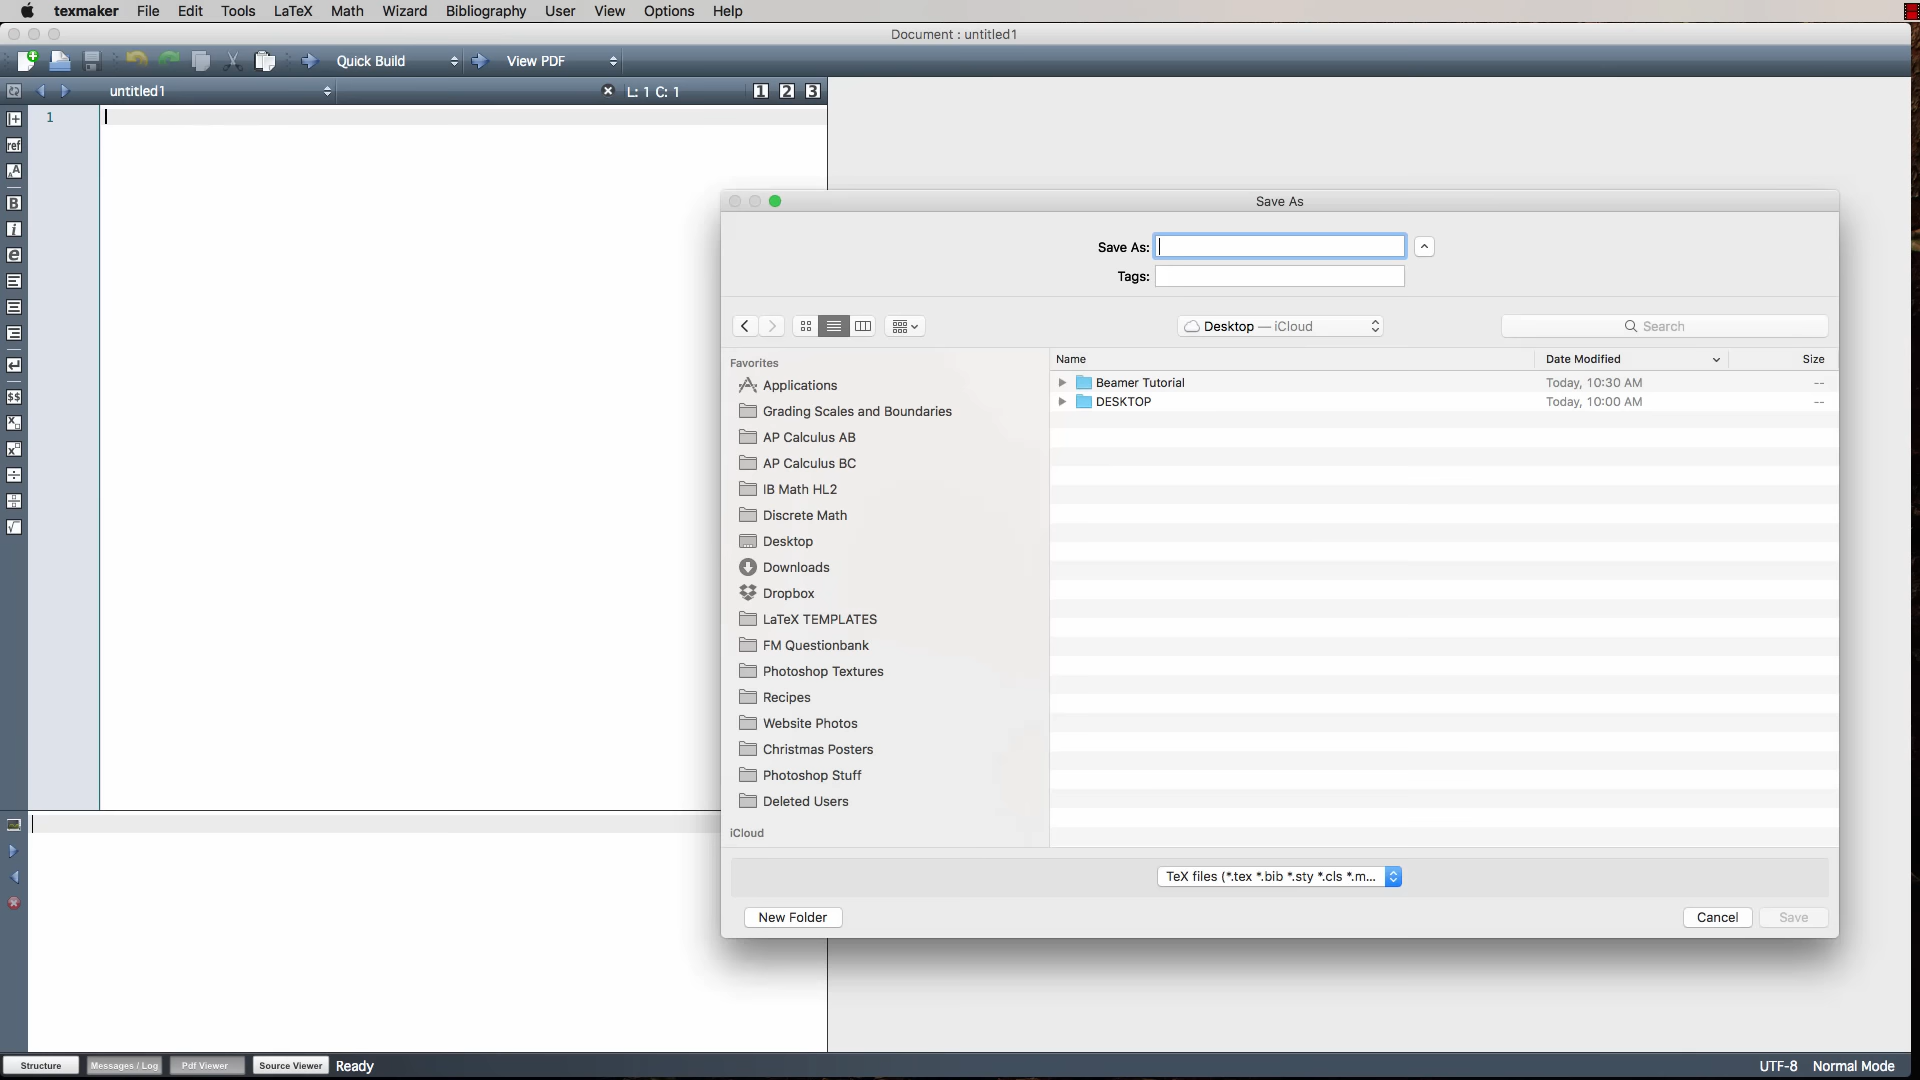 texmaker File Edit Tools LaTeX Math Wizard Bibliography User View Options Help
Document : untitled1
Quick Build View PDF
untitled1 L: 1 C: 1 1 2 3
1
ref
B
i
e
$$
Save As
Save As:
Tags:
Desktop — iCloud
Search
Favorites
Applications
Grading Scales and Boundaries
AP Calculus AB
AP Calculus BC
IB Math HL2
Discrete Math
Desktop
Downloads
Dropbox
LaTeX TEMPLATES
FM Questionbank
Photoshop Textures
Recipes
Website Photos
Christmas Posters
Photoshop Stuff
Deleted Users
iCloud
Name Date Modified Size
Beamer Tutorial Today, 10:30 AM --
DESKTOP Today, 10:00 AM --
TeX files (*.tex *.bib *.sty *.cls *.m...
New Folder Cancel Save
Structure Messages / Log Pdf Viewer Source Viewer Ready UTF-8 Normal Mode